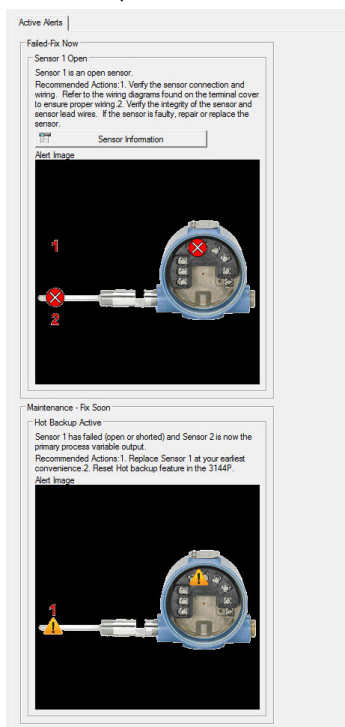 Active Alerts
Failed-Fix Now
Sensor 1 Open
Sensor 1 is an open sensor.
Recommended Actions:1. Verify the sensor connection and
wiring. Refer to the wiring diagrams found on the terminal cover
to ensure proper wiring.2. Verify the integrity of the sensor and
sensor lead wires. If the sensor is faulty, repair or replace the
sensor.
Sensor Information
Alert Image
1
2
Maintenance - Fix Soon
Hot Backup Active
Sensor 1 has failed (open or shorted) and Sensor 2 is now the
primary process variable output.
Recommended Actions:1. Replace Sensor 1 at your earliest
convenience.2. Reset Hot backup feature in the 3144P.
Alert Image
1